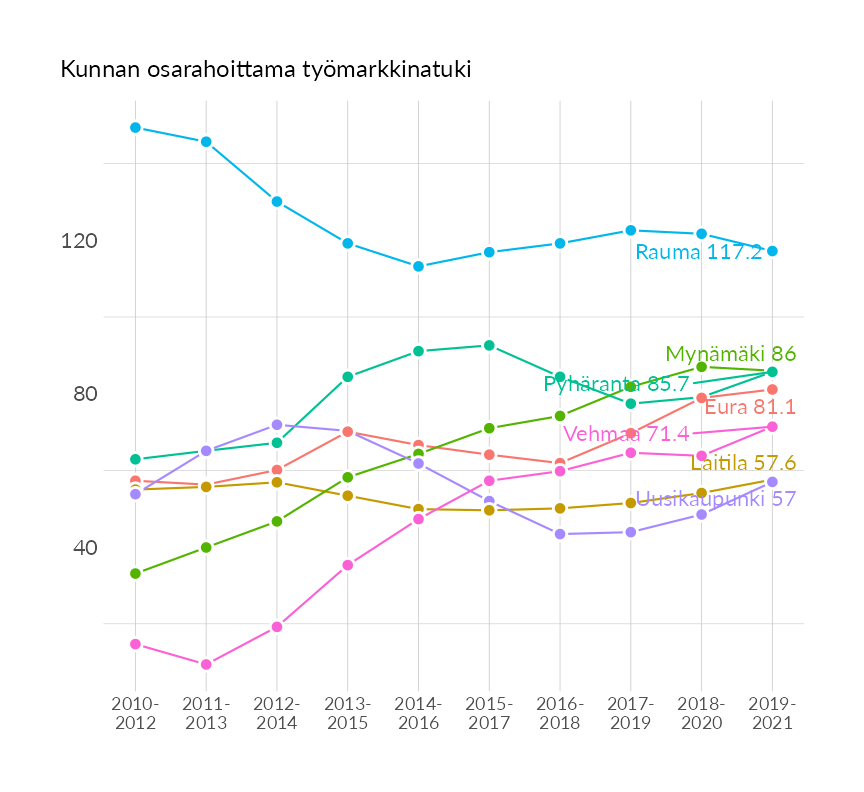 Kunnan osarahoittama työmarkkinatuki
120
80
40
Rauma 117.2
Mynämäki 86
Pyhäranta 85.7
Eura 81.1
Vehmaa 71.4
Laitila 57.6
Uusikaupunki 57
2010-
2012
2011-
2013
2012-
2014
2013-
2015
2014-
2016
2015-
2017
2016-
2018
2017-
2019
2018-
2020
2019-
2021